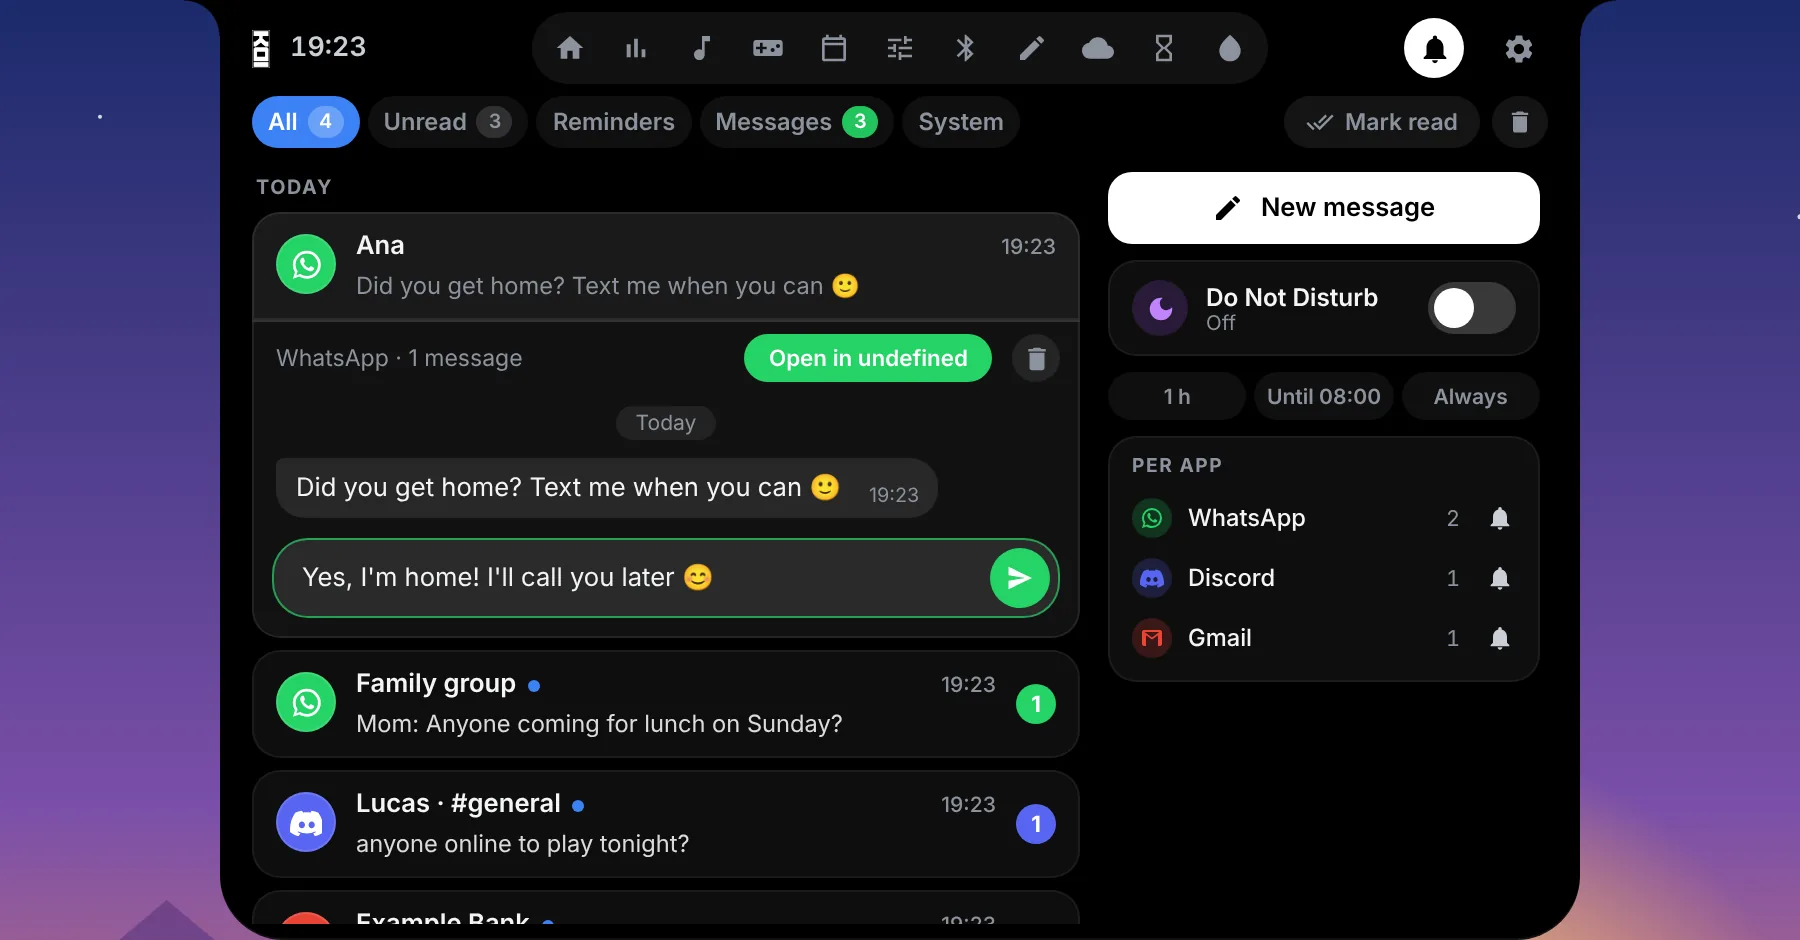 19:23
All 4 Unread 3 Reminders Messages 3 System Mark read
TODAY
Ana 19:23
Did you get home? Text me when you can 🙂
WhatsApp · 1 message Open in undefined
Today
Did you get home? Text me when you can 🙂 19:23
Yes, I'm home! I'll call you later 😊
Family group 19:23
Mom: Anyone coming for lunch on Sunday? 1
Lucas · #general 19:23
anyone online to play tonight? 1
Example Bank 19:23
New message
Do Not Disturb
Off
1 h Until 08:00 Always
PER APP
WhatsApp 2
Discord 1
Gmail 1